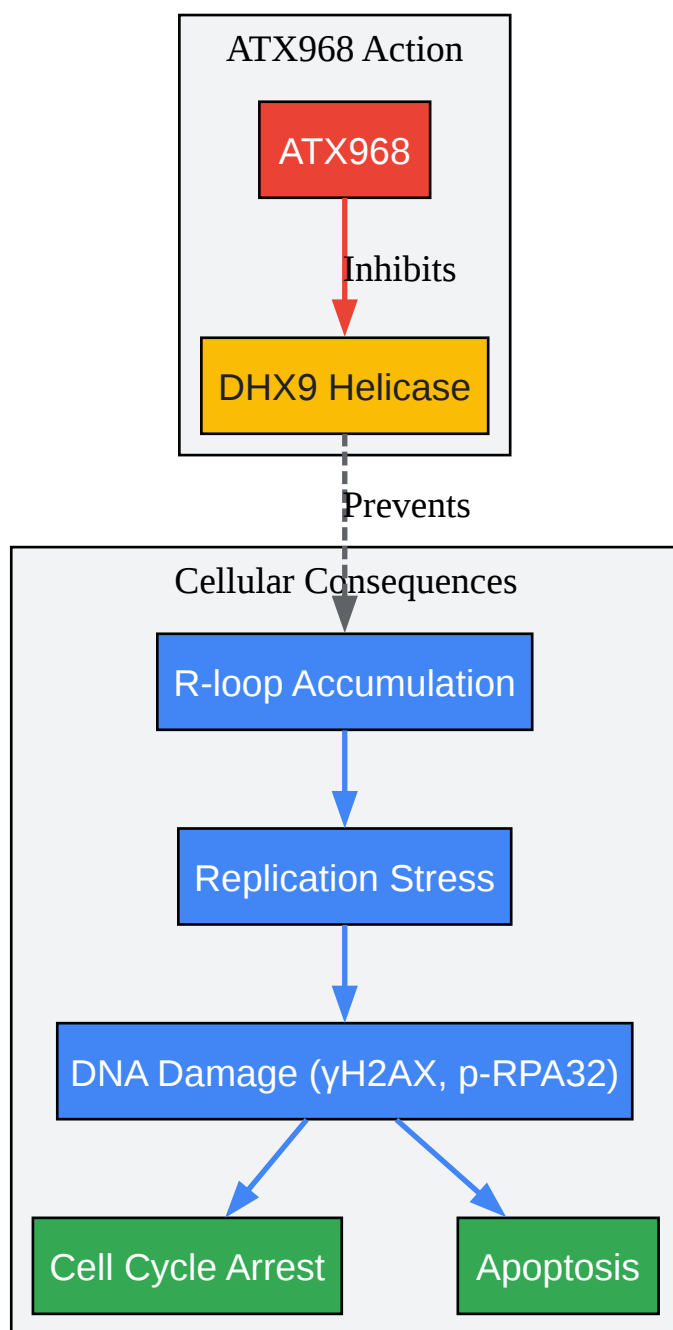 ATX968 Action
ATX968
Inhibits
DHX9 Helicase
Prevents
Cellular Consequences
R-loop Accumulation
Replication Stress
DNA Damage (γH2AX, p-RPA32)
Cell Cycle Arrest
Apoptosis